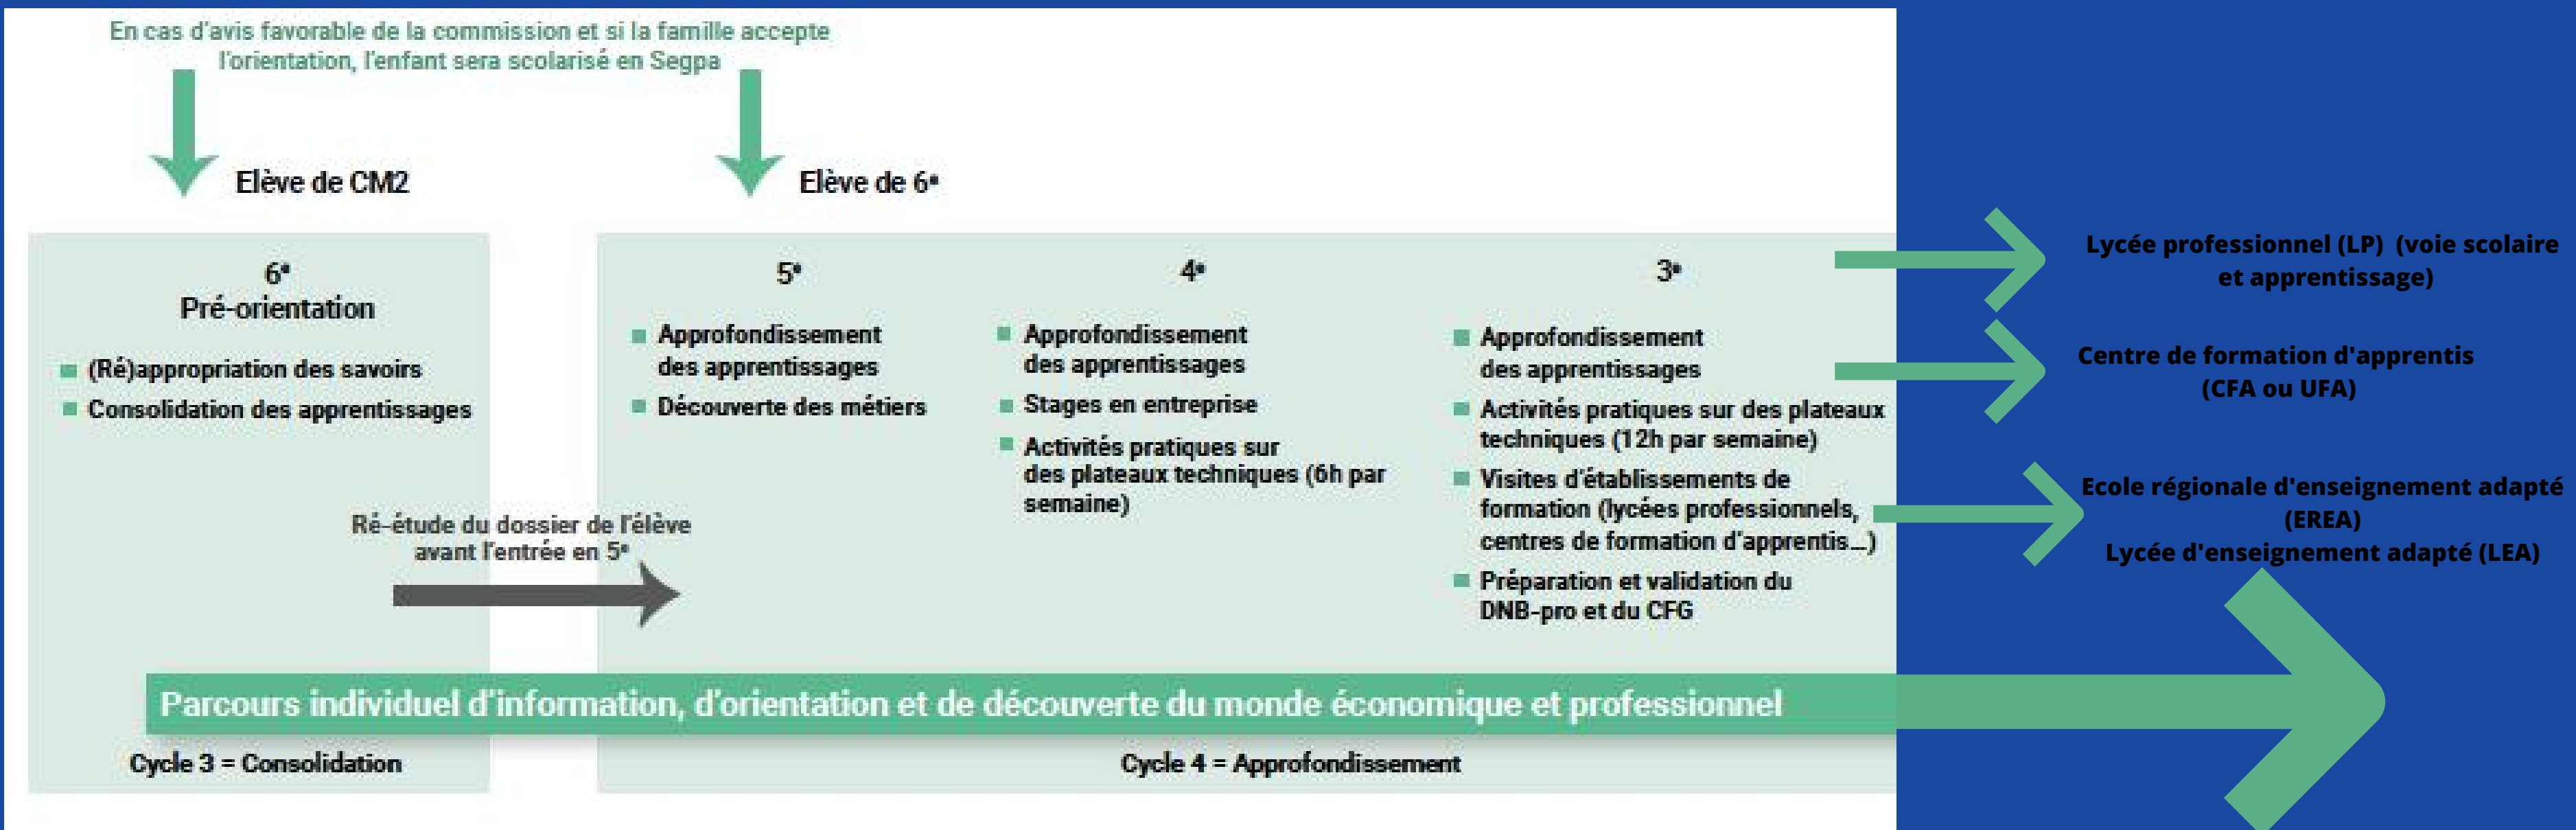 En cas d'avis favorable de la commission et si la famille accepte
l'orientation, l'enfant sera scolarisé en Segpa
Elève de CM2
Elève de 6e
6e
Pré-orientation
(Ré)appropriation des savoirs
Consolidation des apprentissages
5e
Approfondissement
des apprentissages
Découverte des métiers
4e
Approfondissement
des apprentissages
Stages en entreprise
Activités pratiques sur
des plateaux techniques (6h par
semaine)
3e
Approfondissement
des apprentissages
Activités pratiques sur des plateaux
techniques (12h par semaine)
Visites d'établissements de
formation (lycées professionnels,
centres de formation d'apprentis...)
Préparation et validation du
DNB-pro et du CFG
Ré-étude du dossier de l'élève
avant l'entrée en 5e
Lycée professionnel (LP) (voie scolaire
et apprentissage)
Centre de formation d'apprentis
(CFA ou UFA)
Ecole régionale d'enseignement adapté
(EREA)
Lycée d'enseignement adapté (LEA)
Parcours individuel d'information, d'orientation et de découverte du monde économique et professionnel
Cycle 3 = Consolidation
Cycle 4 = Approfondissement